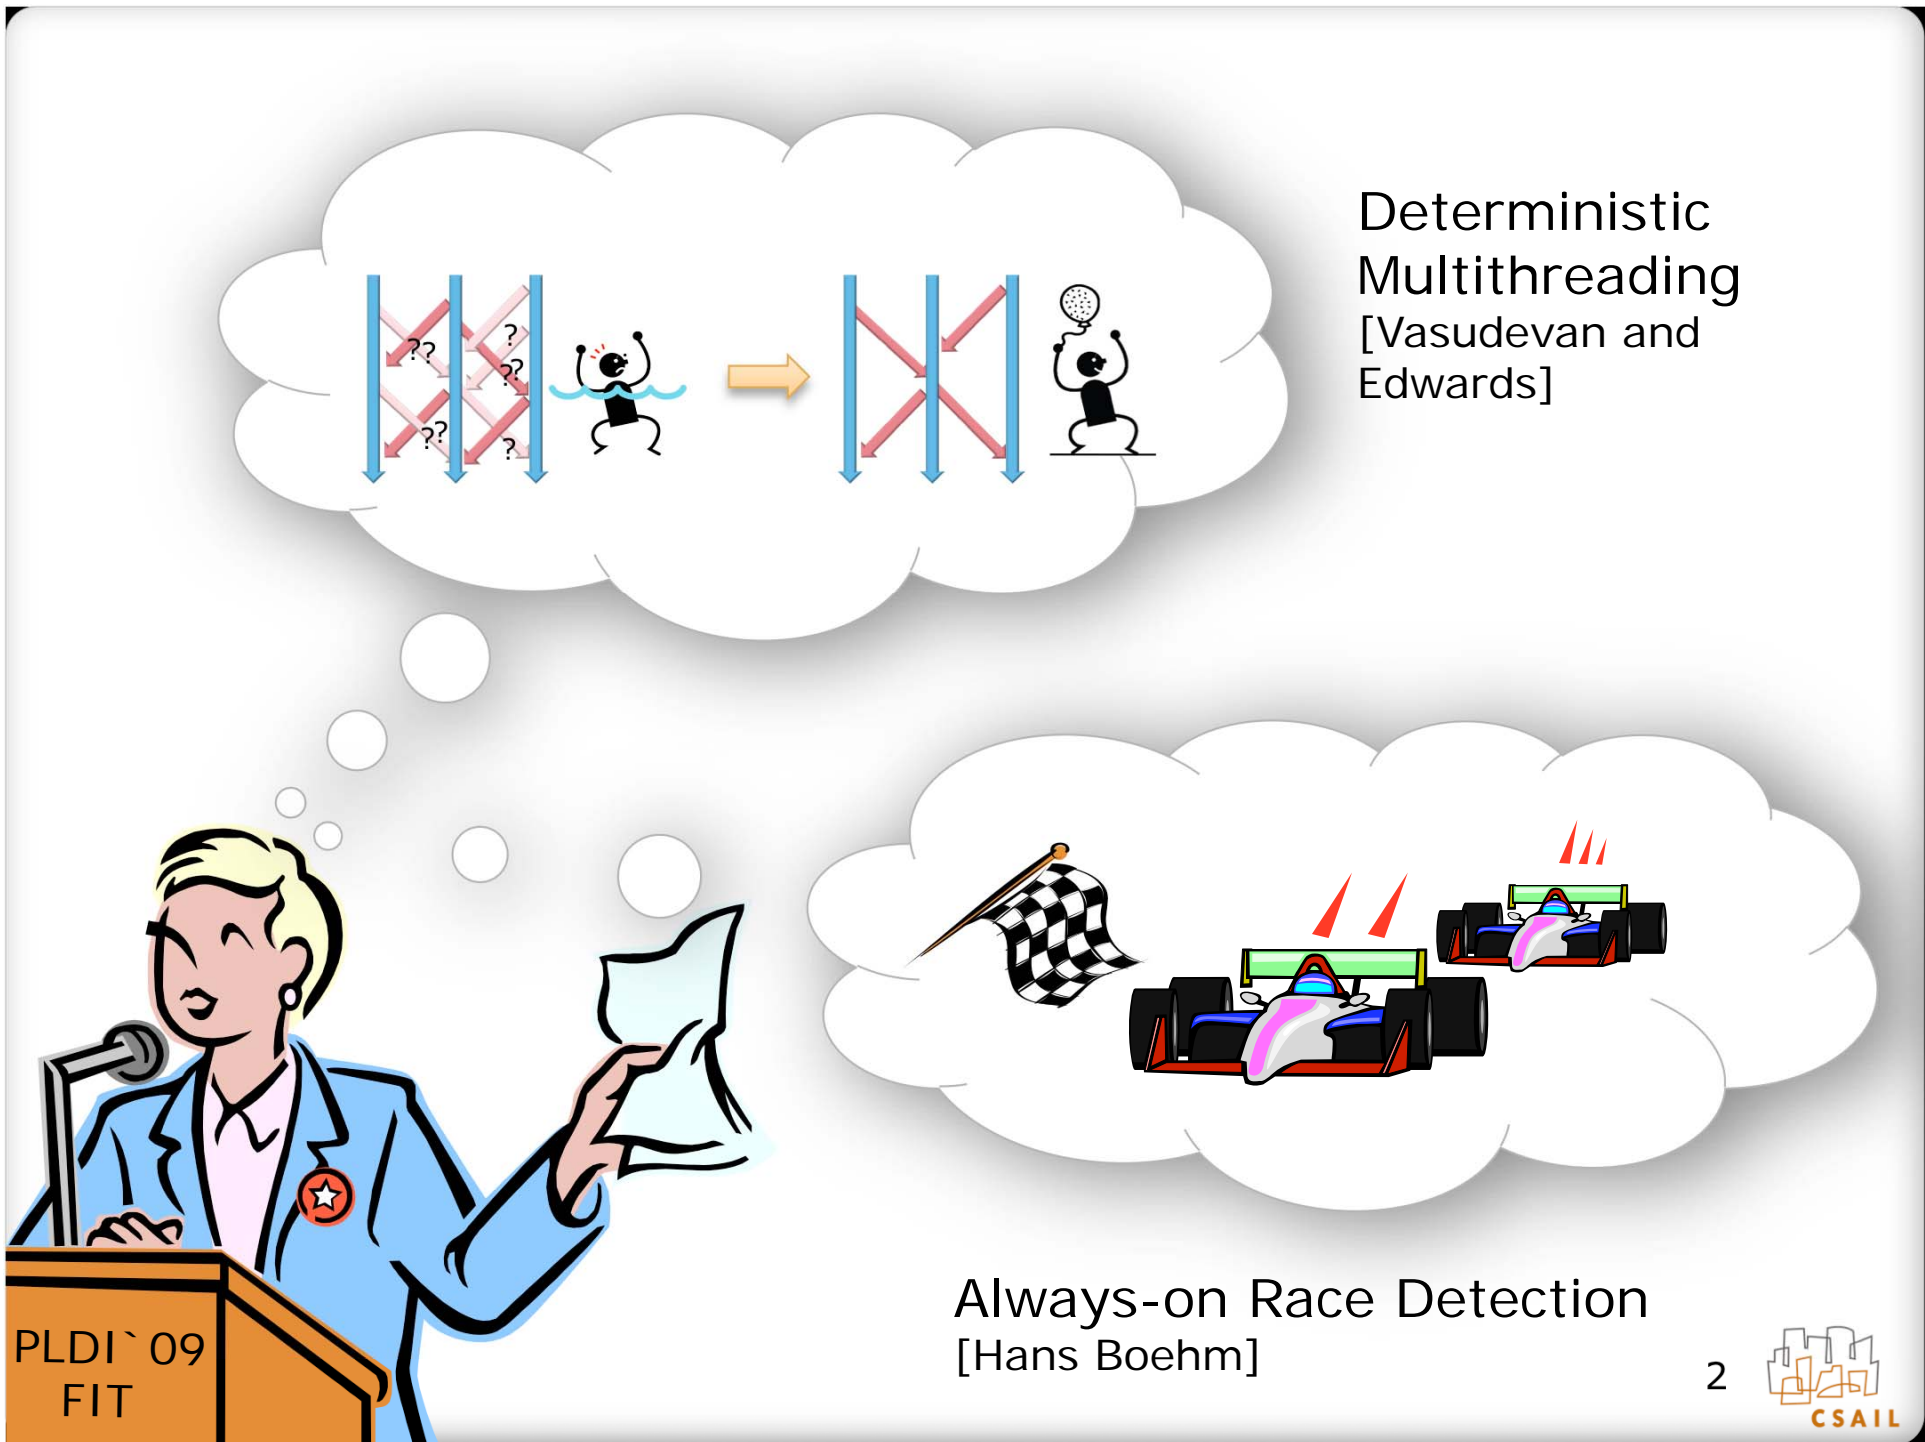 Deterministic
Multithreading
[Vasudevan and
Edwards]
??
?
??
??
?
Always-on Race Detection
[Hans Boehm]
PLDI`09
FIT
2
CSAIL